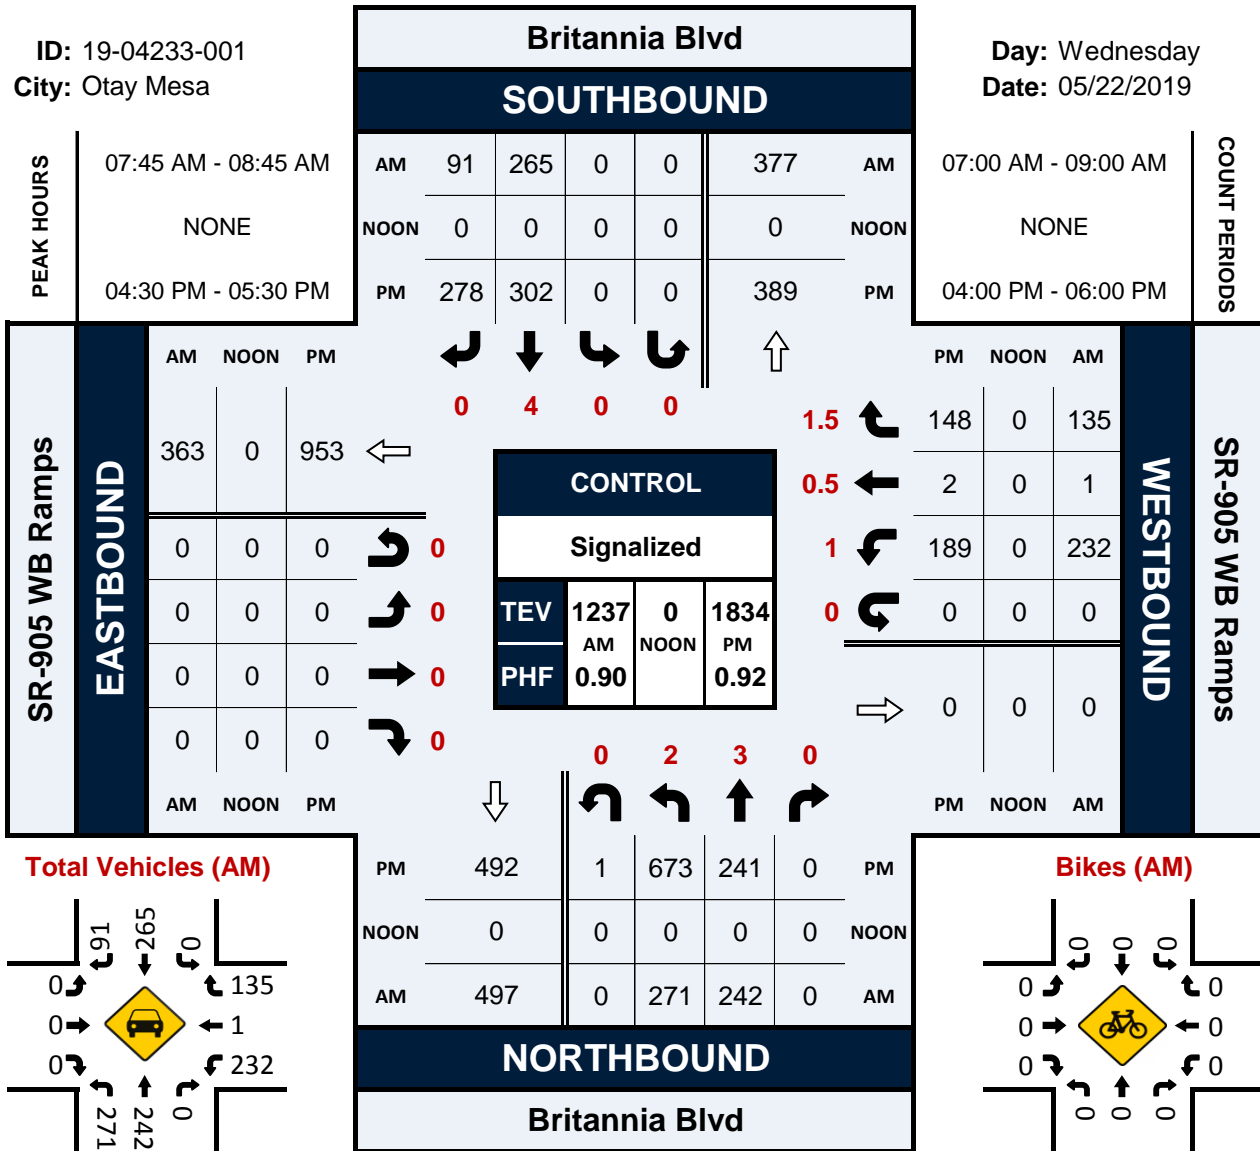 ID: 19-04233-001
City: Otay Mesa
Britannia Blvd
SOUTHBOUND
Day: Wednesday
Date: 05/22/2019
PEAK HOURS
07:45 AM - 08:45 AM
NONE
04:30 PM - 05:30 PM
AM 91 265 0 0 377 AM
NOON 0 0 0 0 0 NOON
PM 278 302 0 0 389 PM
07:00 AM - 09:00 AM
NONE
04:00 PM - 06:00 PM
COUNT PERIODS
0 4 0 0
SR-905 WB Ramps
EASTBOUND
AM NOON PM
363 0 953
0 0 0 0
0 0 0 0
0 0 0 0
0 0 0 0
AM NOON PM
CONTROL
Signalized
TEV 1237 0 1834
AM NOON PM
PHF 0.90 0.92
PM NOON AM
1.5 148 0 135
0.5 2 0 1
1 189 0 232
0 0 0 0
0 0 0
PM NOON AM
WESTBOUND
SR-905 WB Ramps
0 2 3 0
PM 492 1 673 241 0 PM
NOON 0 0 0 0 0 NOON
AM 497 0 271 242 0 AM
NORTHBOUND
Britannia Blvd
Total Vehicles (AM)
91 265 0
0 135
0 1
0 232
271 242 0
Bikes (AM)
0 0 0
0 0
0 0
0 0
0 0 0